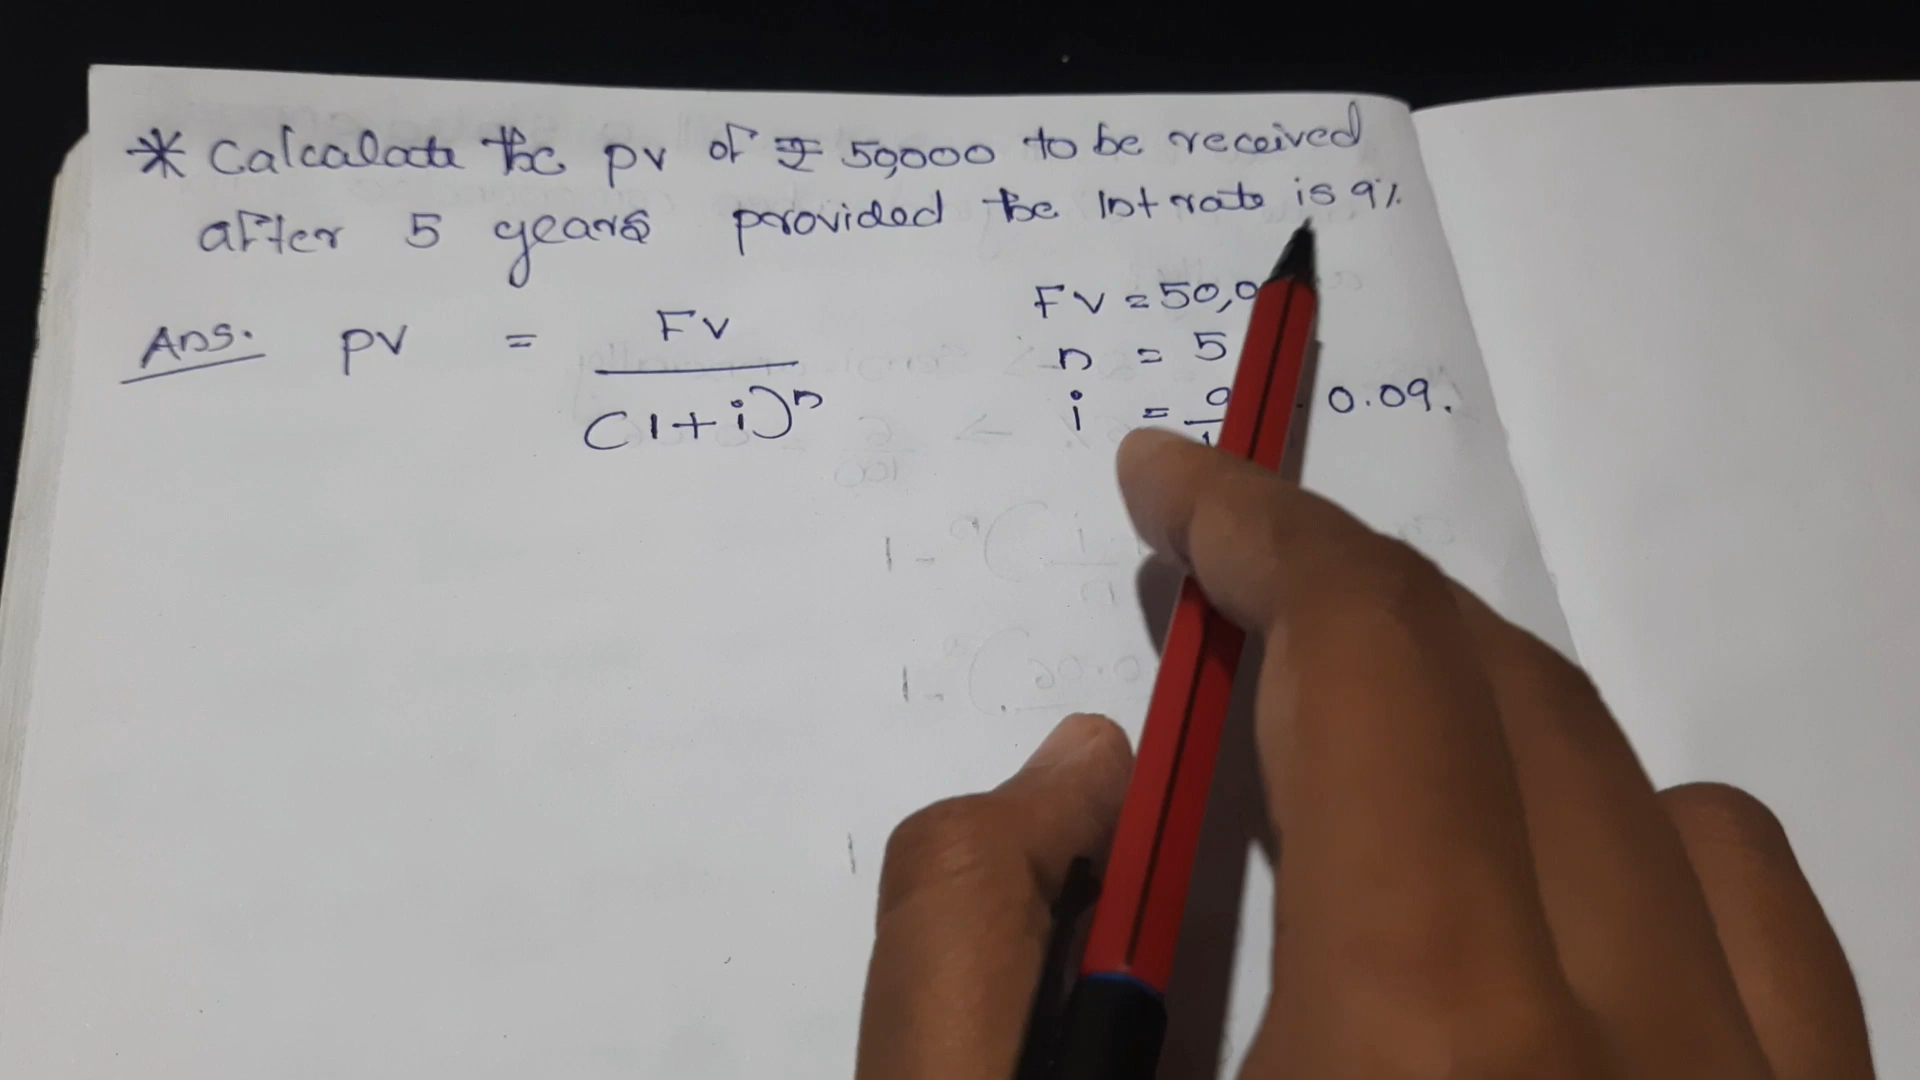 * Calcalate the pv of ₹ 50,000 to be received
after 5 years provided the Int rate is 9%
Ans. pv = FV
(1+i)ⁿ
FV = 50,0
n = 5
i = 9 0.09.